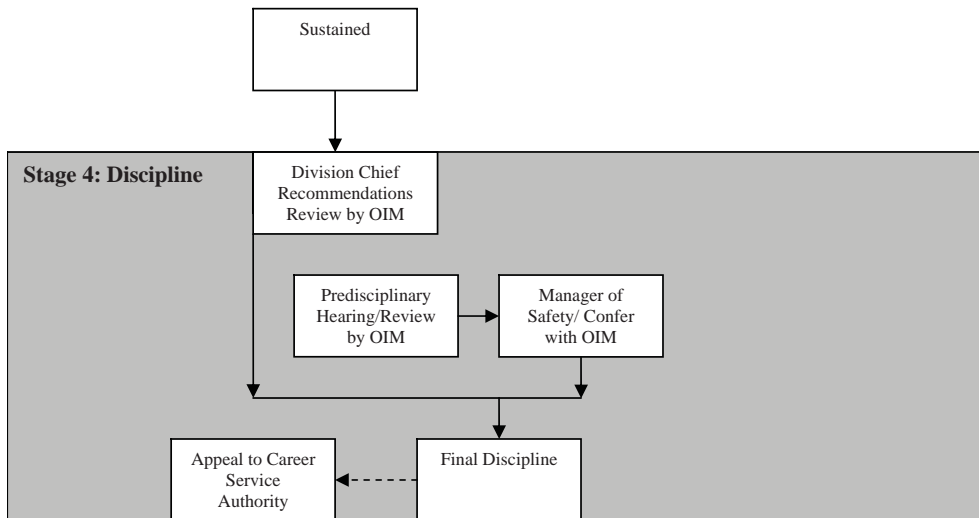 Sustained
Stage 4: Discipline
Division Chief
Recommendations
Review by OIM
Predisciplinary
Hearing/Review
by OIM
Manager of
Safety/ Confer
with OIM
Appeal to Career
Service
Authority
Final Discipline